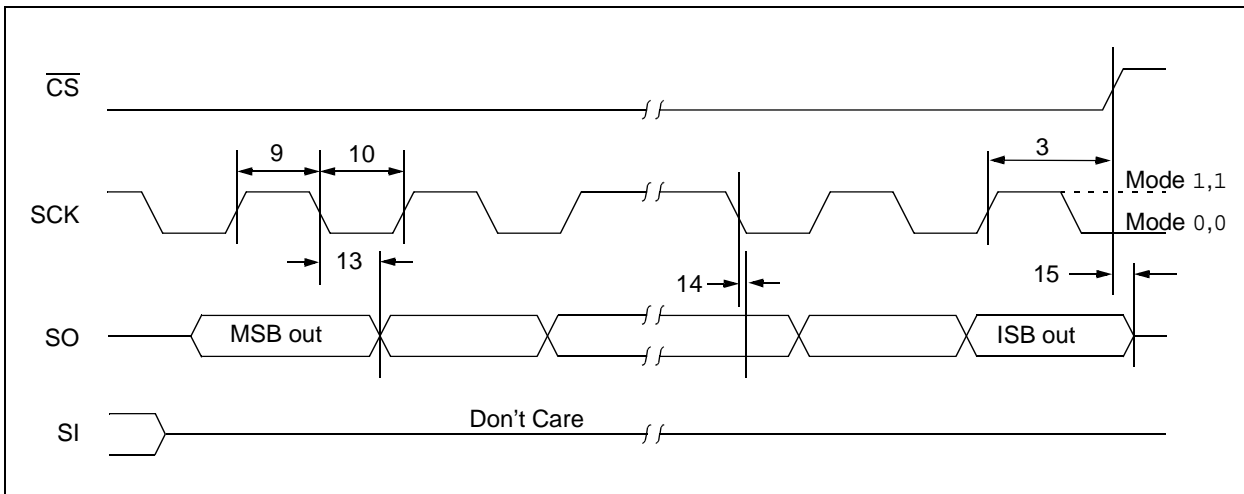 CS
9
10
3
Mode 1,1
SCK
Mode 0,0
13
14
15
SO
MSB out
ISB out
Don't Care
SI